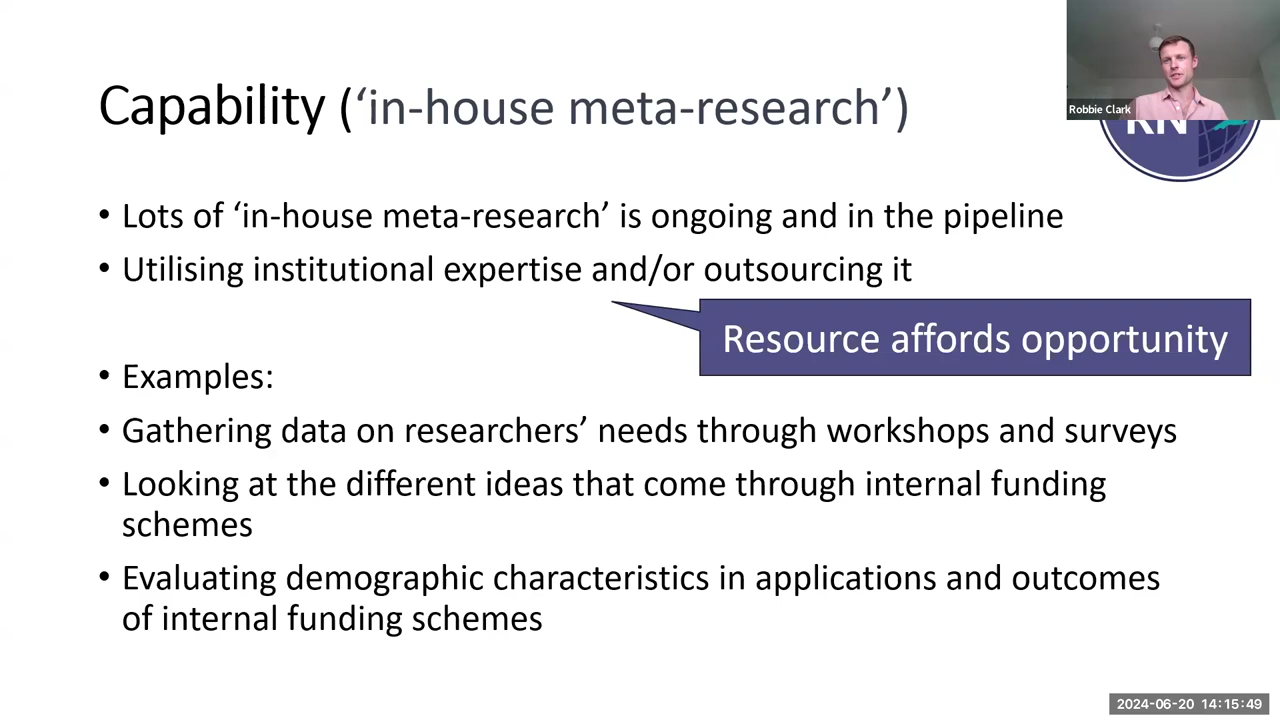 Capability (‘in-house meta-research’)
Robbie Clark
RN
• Lots of ‘in-house meta-research’ is ongoing and in the pipeline
• Utilising institutional expertise and/or outsourcing it
Resource affords opportunity
• Examples:
• Gathering data on researchers’ needs through workshops and surveys
• Looking at the different ideas that come through internal funding
schemes
• Evaluating demographic characteristics in applications and outcomes
of internal funding schemes
2024-06-20 14:15:49